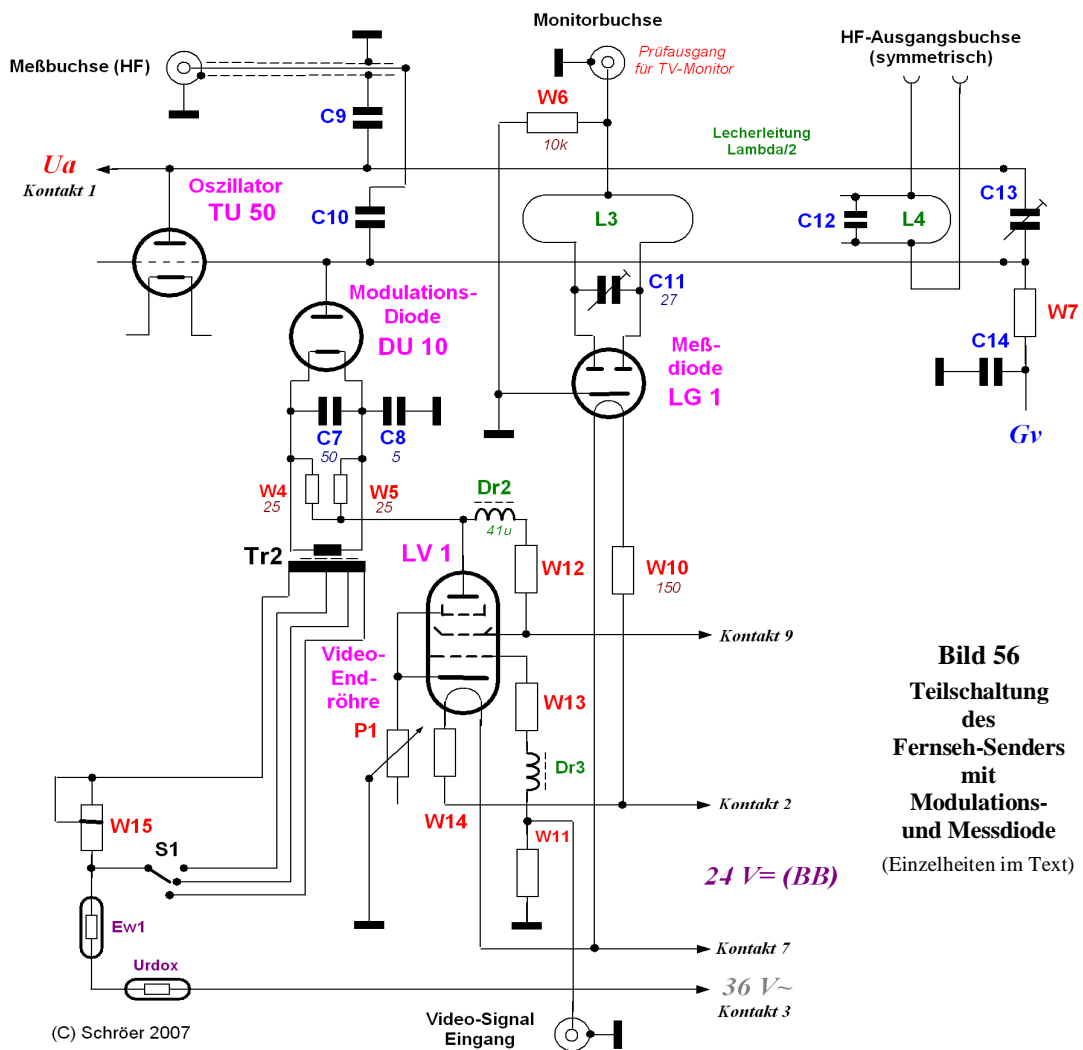 Monitorbuchse
HF-Ausgangsbuchse
(symmetrisch)
Meßbuchse (HF)
Prüfausgang
für TV-Monitor
W6
10k
C9
Lecherleitung
Lambda/2
Ua
Kontakt 1
Oszillator
TU 50
C10
L3
C12
L4
C13
C11
27
Modulations-
Diode
DU 10
W7
Meß-
diode
LG 1
C14
Gv
C7
50
C8
5
W4
25
W5
25
Dr2
41u
Tr2
LV 1
W12
W10
150
Kontakt 9
Video-
End-
röhre
P1
W13
Dr3
Bild 56
Teilschaltung
des
Fernseh-Senders
mit
Modulations-
und Messdiode
(Einzelheiten im Text)
Kontakt 2
W14
W11
W15
S1
24 V= (BB)
Ew1
Kontakt 7
Urdox
36 V~
Kontakt 3
Video-Signal
Eingang
(C) Schröer 2007